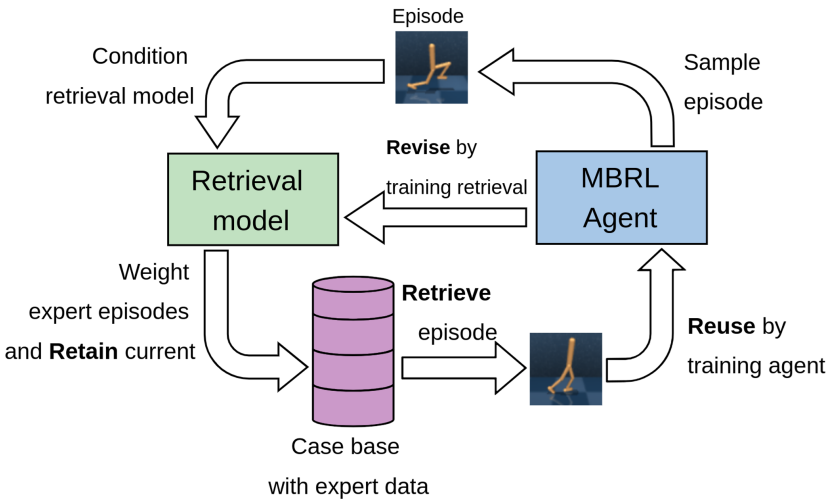 Episode
Condition
retrieval model
Sample
episode
Revise by
training retrieval
Retrieval
model
MBRL
Agent
Weight
expert episodes
and Retain current
Retrieve
episode
Reuse by
training agent
Case base
with expert data